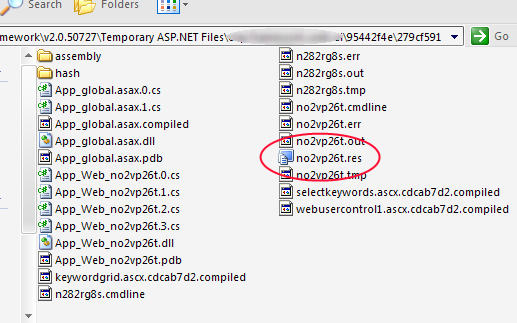 Search
Folders
mework\v2.0.50727\Temporary ASP.NET Files\
\95442f4e\279cf591
Go
assembly
hash
App_global.asax.0.cs
App_global.asax.1.cs
App_global.asax.compiled
App_global.asax.dll
App_global.asax.pdb
App_Web_no2vp26t.0.cs
App_Web_no2vp26t.1.cs
App_Web_no2vp26t.2.cs
App_Web_no2vp26t.3.cs
App_Web_no2vp26t.dll
App_Web_no2vp26t.pdb
keywordgrid.ascx.cdcab7d2.compiled
n282rg8s.cmdline
n282rg8s.err
n282rg8s.out
n282rg8s.tmp
no2vp26t.cmdline
no2vp26t.err
no2vp26t.out
no2vp26t.res
no2vp26t.tmp
selectkeywords.ascx.cdcab7d2.compiled
webusercontrol1.ascx.cdcab7d2.compiled